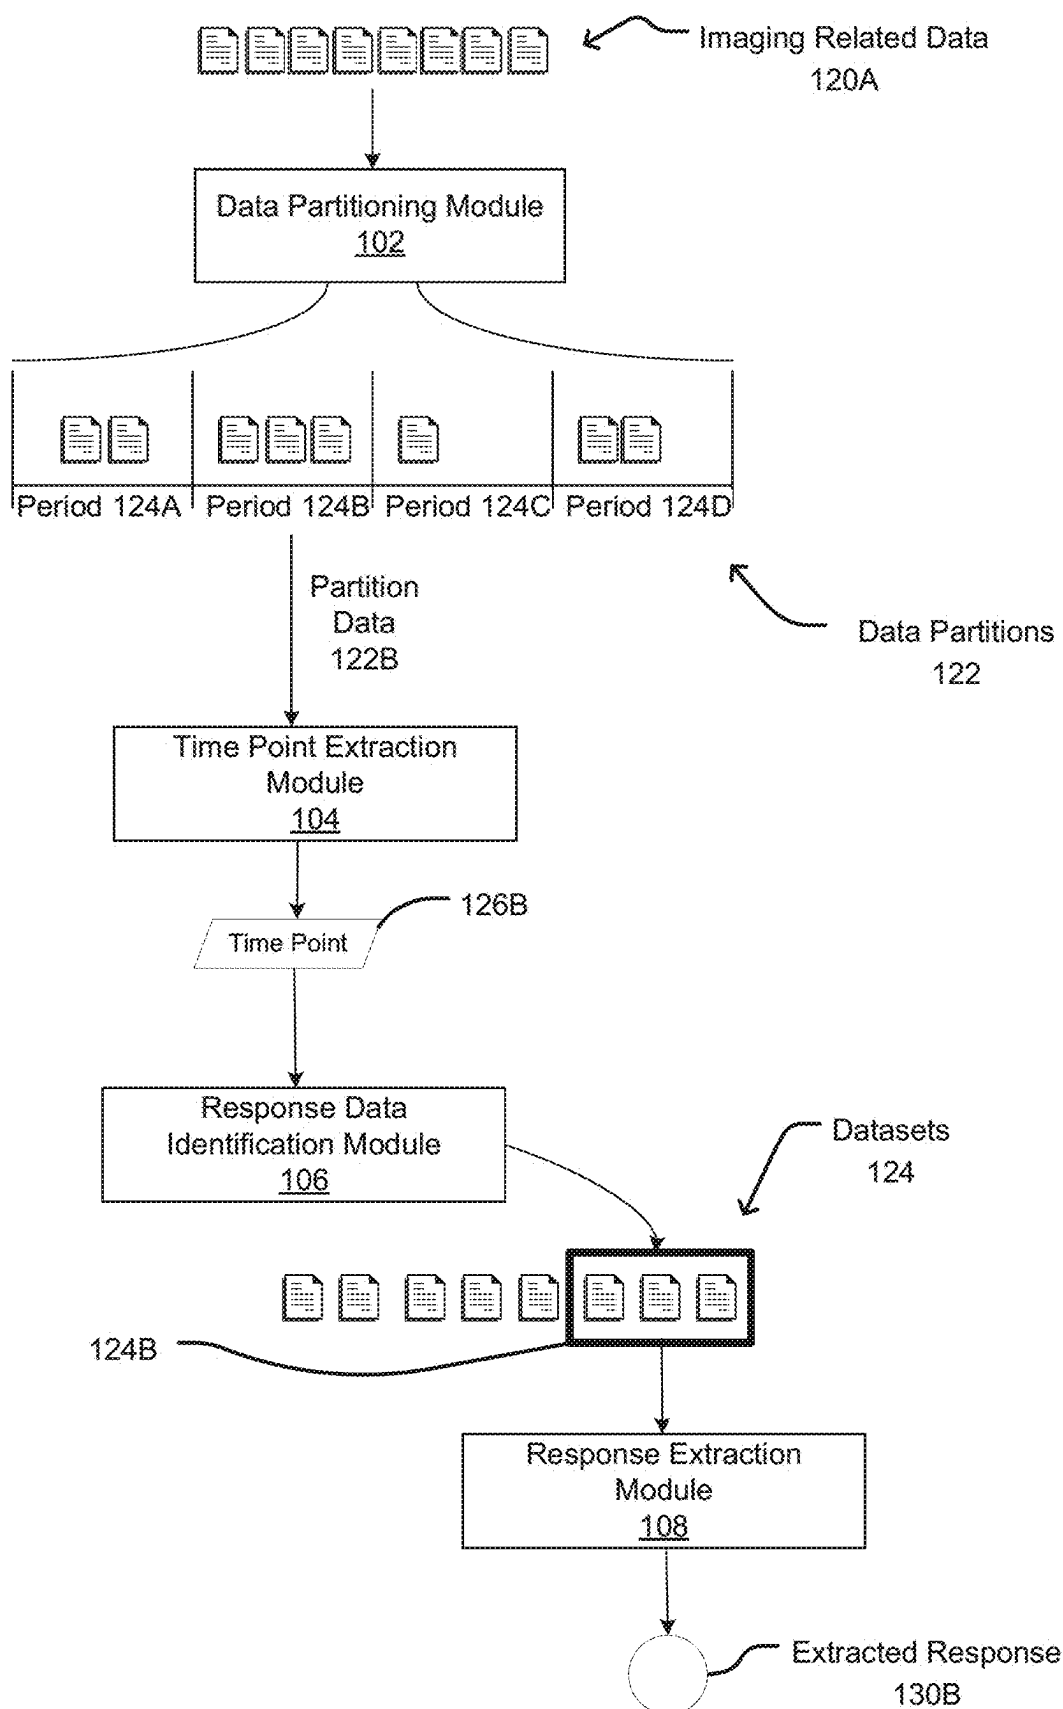 Imaging Related Data
120A
Data Partitioning Module
102
Period 124A
Period 124B
Period 124C
Period 124D
Partition
Data
122B
Data Partitions
122
Time Point Extraction
Module
104
126B
Time Point
Response Data
Identification Module
106
Datasets
124
124B
Response Extraction
Module
108
Extracted Response
130B